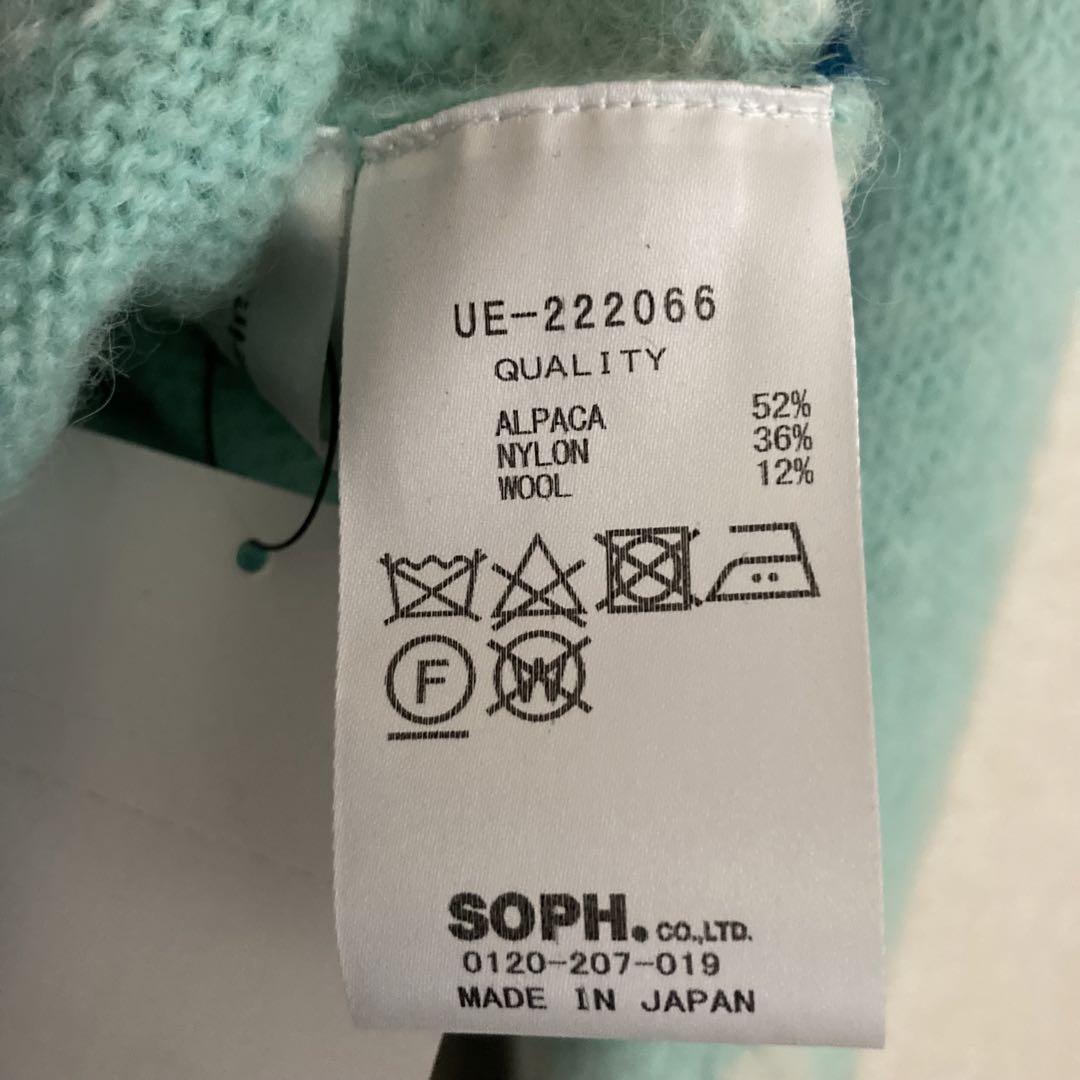 UE-222066
QUALITY
ALPACA 52%
NYLON 36%
WOOL 12%
F W
SOPH. CO.,LTD.
0120-207-019
MADE IN JAPAN